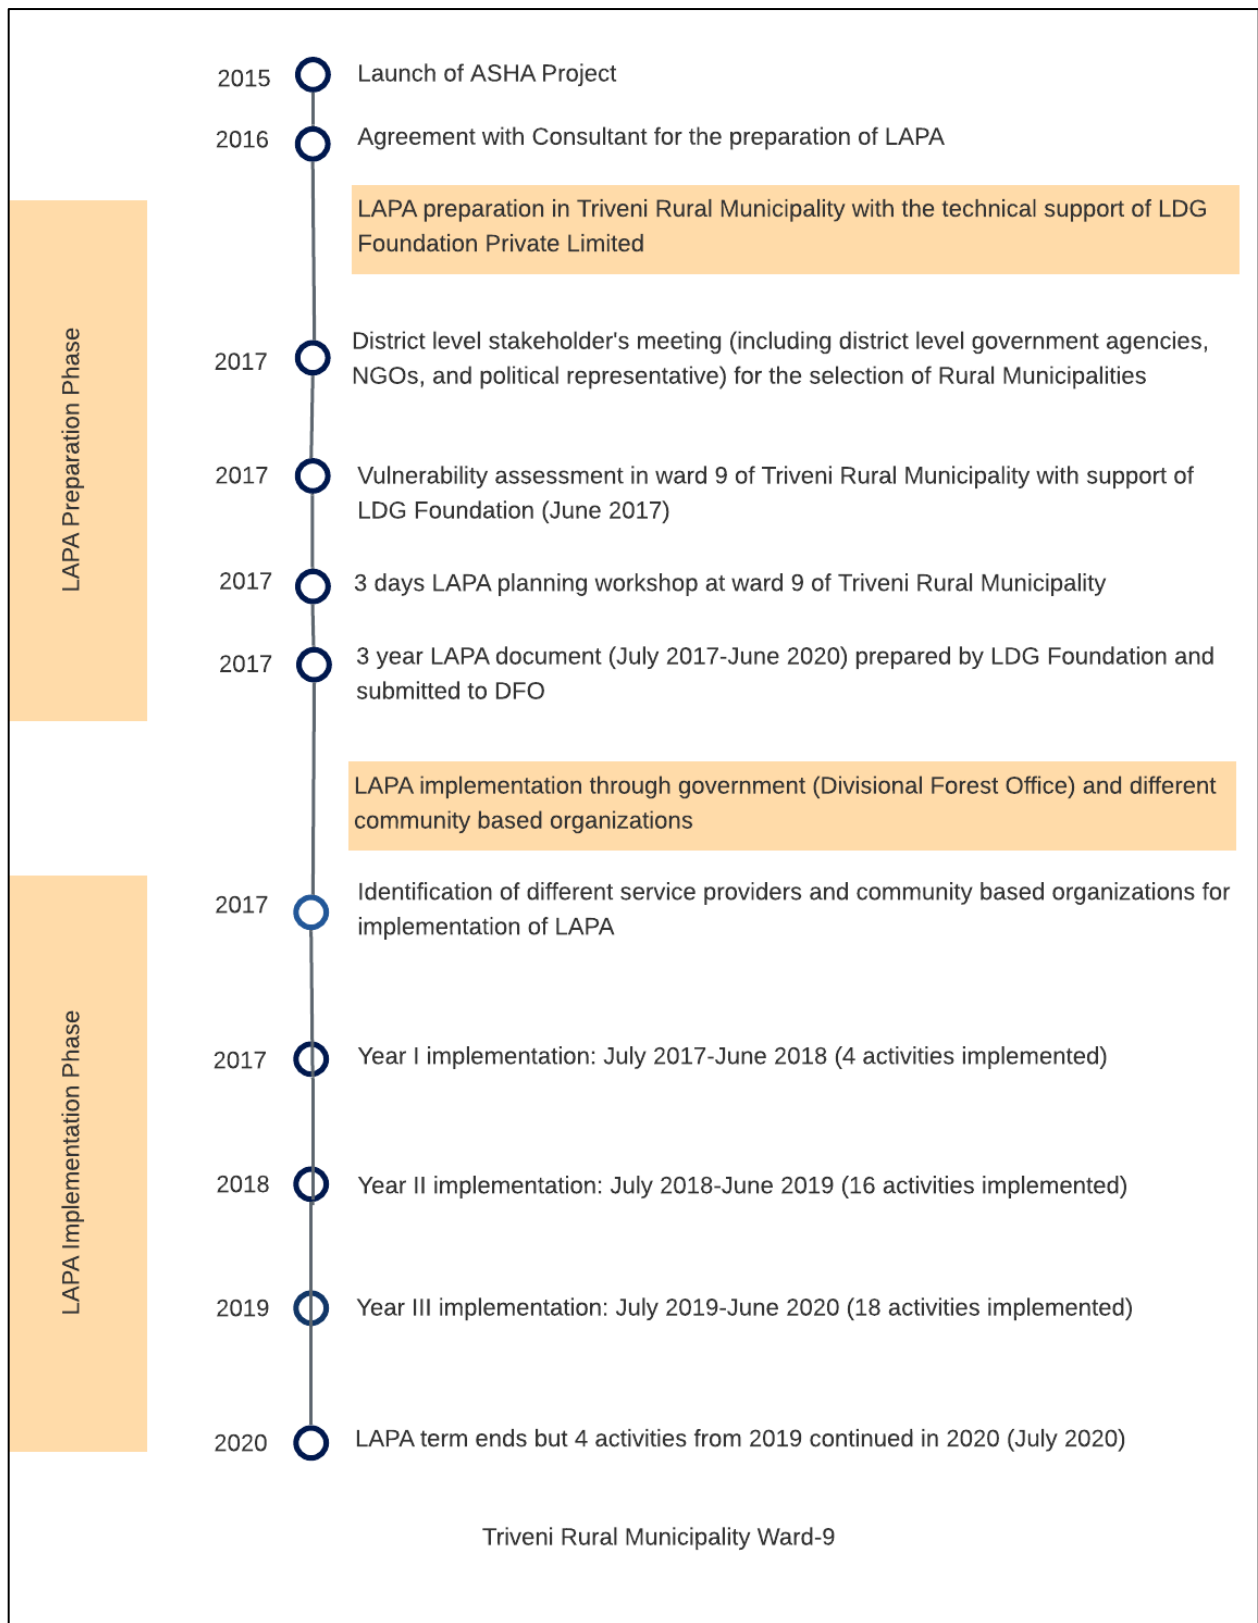 2015
Launch of ASHA Project
2016
Agreement with Consultant for the preparation of LAPA
LAPA Preparation Phase
LAPA preparation in Triveni Rural Municipality with the technical support of LDG
Foundation Private Limited
2017
District level stakeholder's meeting (including district level government agencies,
NGOs, and political representative) for the selection of Rural Municipalities
2017
Vulnerability assessment in ward 9 of Triveni Rural Municipality with support of
LDG Foundation (June 2017)
2017
3 days LAPA planning workshop at ward 9 of Triveni Rural Municipality
2017
3 year LAPA document (July 2017-June 2020) prepared by LDG Foundation and
submitted to DFO
LAPA implementation through government (Divisional Forest Office) and different
community based organizations
LAPA Implementation Phase
2017
Identification of different service providers and community based organizations for
implementation of LAPA
2017
Year I implementation: July 2017-June 2018 (4 activities implemented)
2018
Year II implementation: July 2018-June 2019 (16 activities implemented)
2019
Year III implementation: July 2019-June 2020 (18 activities implemented)
2020
LAPA term ends but 4 activities from 2019 continued in 2020 (July 2020)
Triveni Rural Municipality Ward-9